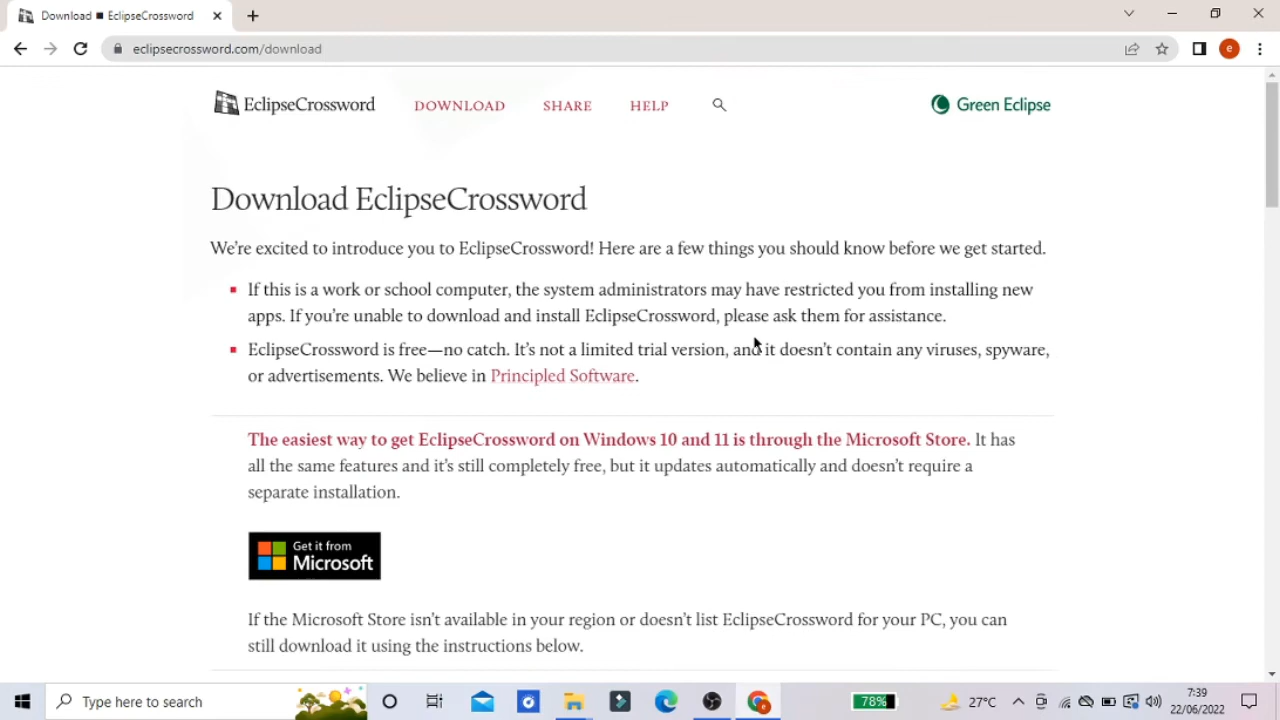 Download ■ EclipseCrossword
eclipsecrossword.com/download
e
EclipseCrossword DOWNLOAD SHARE HELP Green Eclipse
Download EclipseCrossword
We're excited to introduce you to EclipseCrossword! Here are a few things you should know before we get started.
If this is a work or school computer, the system administrators may have restricted you from installing new
apps. If you're unable to download and install EclipseCrossword, please ask them for assistance.
EclipseCrossword is free—no catch. It's not a limited trial version, and it doesn't contain any viruses, spyware,
or advertisements. We believe in Principled Software.
The easiest way to get EclipseCrossword on Windows 10 and 11 is through the Microsoft Store. It has
all the same features and it's still completely free, but it updates automatically and doesn't require a
separate installation.
Get it from
Microsoft
If the Microsoft Store isn't available in your region or doesn't list EclipseCrossword for your PC, you can
still download it using the instructions below.
Type here to search
78%
27°C
7:39
22/06/2022